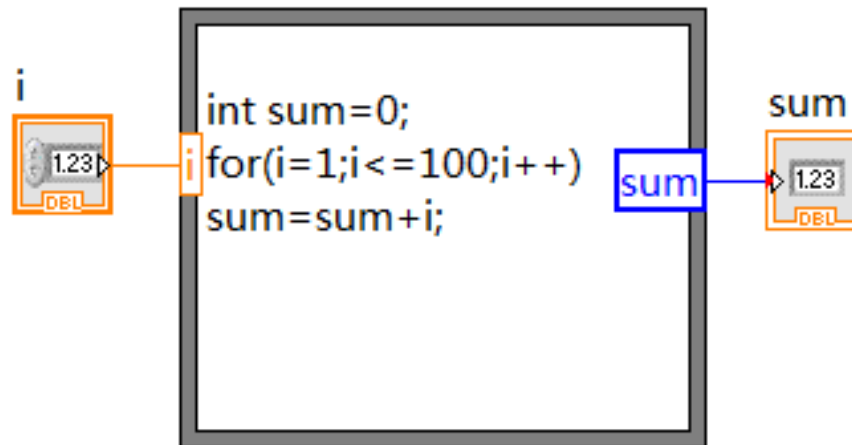 i
1.23
DBL
i
int sum=0;
for(i=1;i<=100;i++)
sum=sum+i;
sum
sum
1.23
DBL